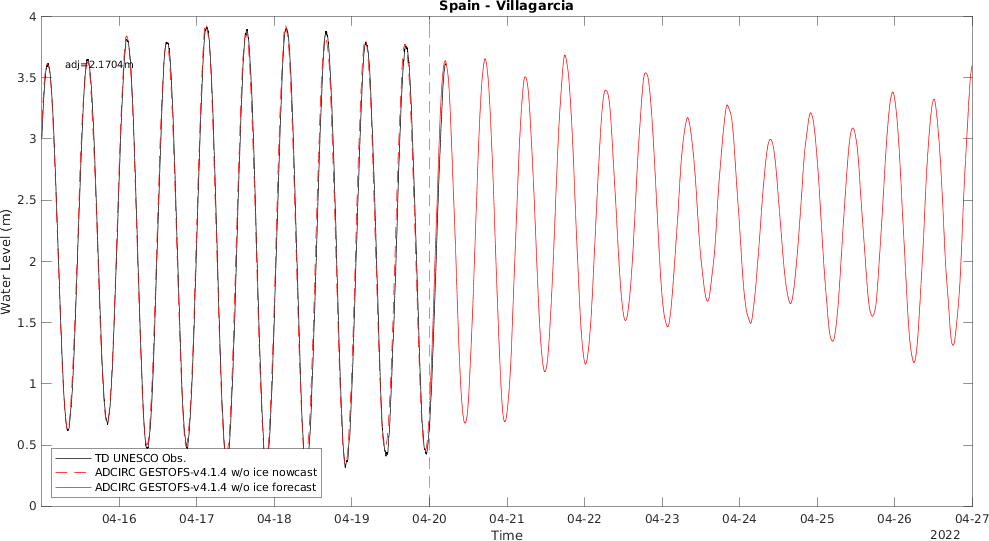 Spain - Villagarcia
4
3.5
3
2.5
2
1.5
1
0.5
0
Water Level (m)
adj=2.1704m
TD UNESCO Obs.
ADCIRC GESTOFS-v4.1.4 w/o ice nowcast
ADCIRC GESTOFS-v4.1.4 w/o ice forecast
04-16 04-17 04-18 04-19 04-20 04-21 04-22 04-23 04-24 04-25 04-26 04-27
Time
2022